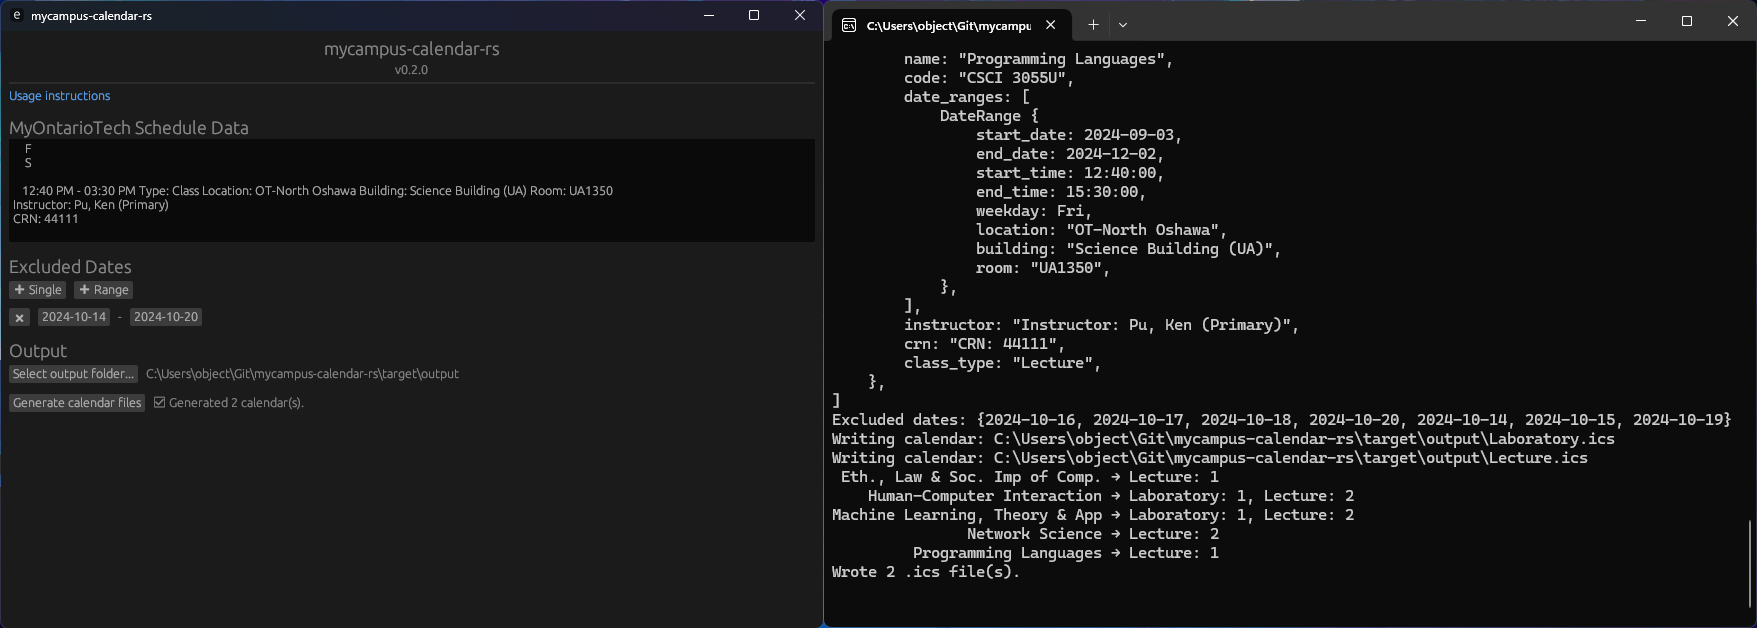 mycampus-calendar-rs
mycampus-calendar-rs
v0.2.0
Usage instructions
MyOntarioTech Schedule Data
F
S
12:40 PM - 03:30 PM Type: Class Location: OT-North Oshawa Building: Science Building (UA) Room: UA1350
Instructor: Pu, Ken (Primary)
CRN: 44111
Excluded Dates
+ Single + Range
× 2024-10-14 - 2024-10-20
Output
Select output folder... C:\Users\object\Git\mycampus-calendar-rs\target\output
Generate calendar files ☑ Generated 2 calendar(s).
C:\Users\object\Git\mycampu
name: "Programming Languages",
code: "CSCI 3055U",
date_ranges: [
DateRange {
start_date: 2024-09-03,
end_date: 2024-12-02,
start_time: 12:40:00,
end_time: 15:30:00,
weekday: Fri,
location: "OT-North Oshawa",
building: "Science Building (UA)",
room: "UA1350",
},
],
instructor: "Instructor: Pu, Ken (Primary)",
crn: "CRN: 44111",
class_type: "Lecture",
},
]
Excluded dates: {2024-10-16, 2024-10-17, 2024-10-18, 2024-10-20, 2024-10-14, 2024-10-15, 2024-10-19}
Writing calendar: C:\Users\object\Git\mycampus-calendar-rs\target\output\Laboratory.ics
Writing calendar: C:\Users\object\Git\mycampus-calendar-rs\target\output\Lecture.ics
Eth., Law & Soc. Imp of Comp. → Lecture: 1
Human-Computer Interaction → Laboratory: 1, Lecture: 2
Machine Learning, Theory & App → Laboratory: 1, Lecture: 2
Network Science → Lecture: 2
Programming Languages → Lecture: 1
Wrote 2 .ics file(s).